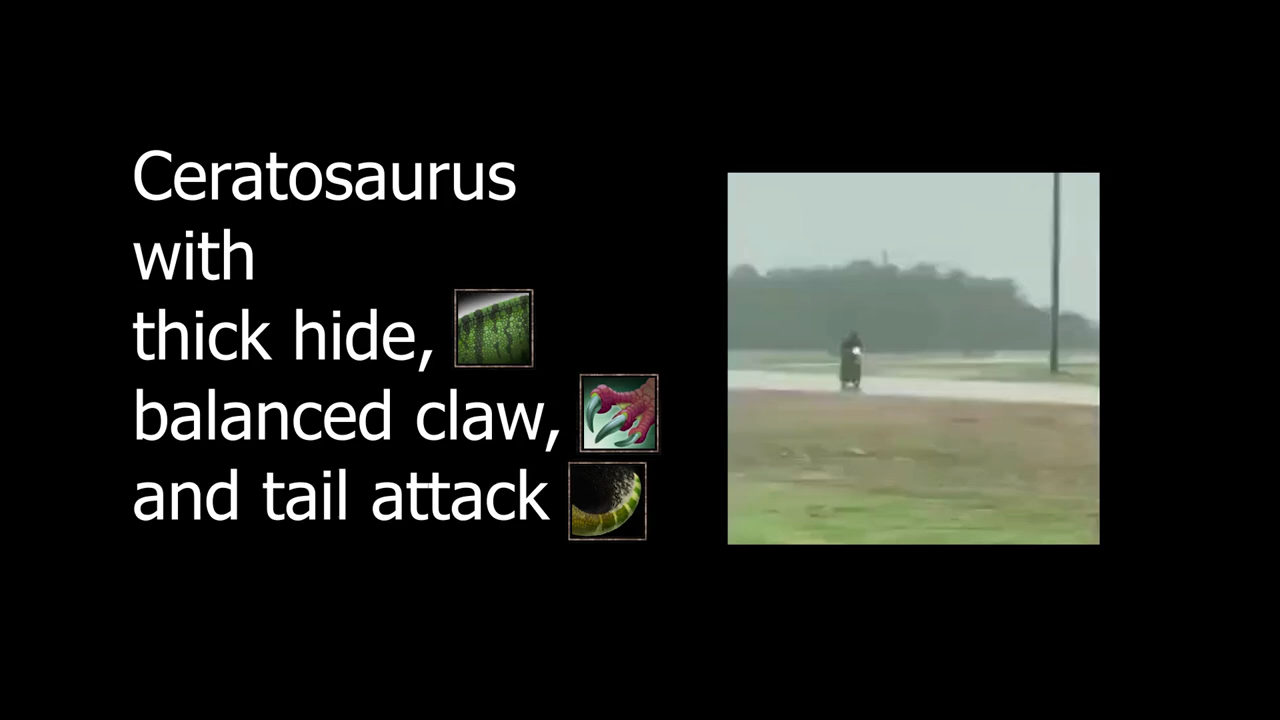 Ceratosaurus
with
thick hide,
balanced claw,
and tail attack